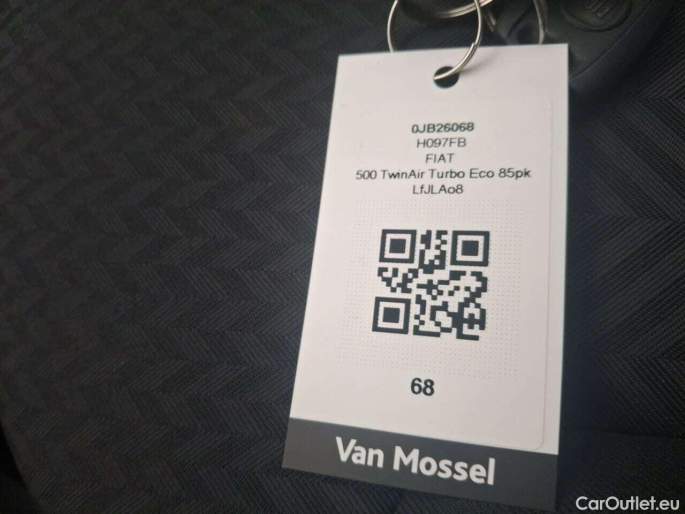 0JB26068
H097FB
FIAT
500 TwinAir Turbo Eco 85pk
LfJLAo8
68
Van Mossel
CarOutlet.eu